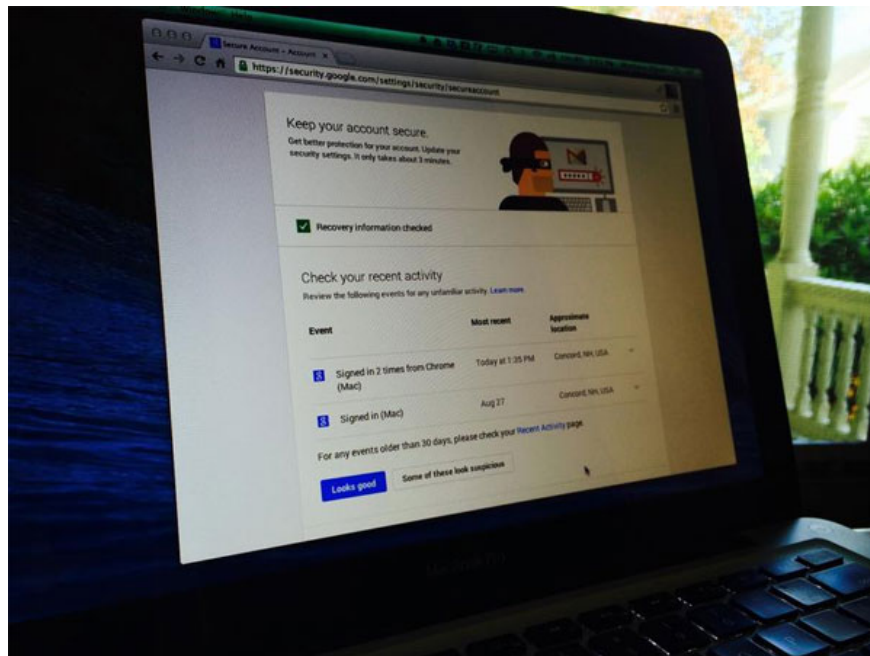 Secure Account - Account
https://security.google.com/settings/security/secureaccount
Keep your account secure.
Get better protection for your account. Update your
security settings. It only takes about 3 minutes.
Recovery information checked
Check your recent activity
Review the following events for any unfamiliar activity. Learn more.
Event Most recent Approximate
location
Signed in 2 times from Chrome Today at 1:35 PM Concord, NH, USA
(Mac)
Signed in (Mac) Aug 27 Concord, NH, USA
For any events older than 30 days, please check your Recent Activity page.
Looks good Some of these look suspicious
MacBook Pro